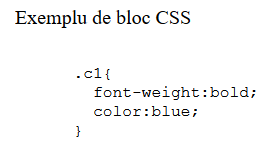 Exemplu de bloc CSS
.c1{
font-weight:bold;
color:blue;
}